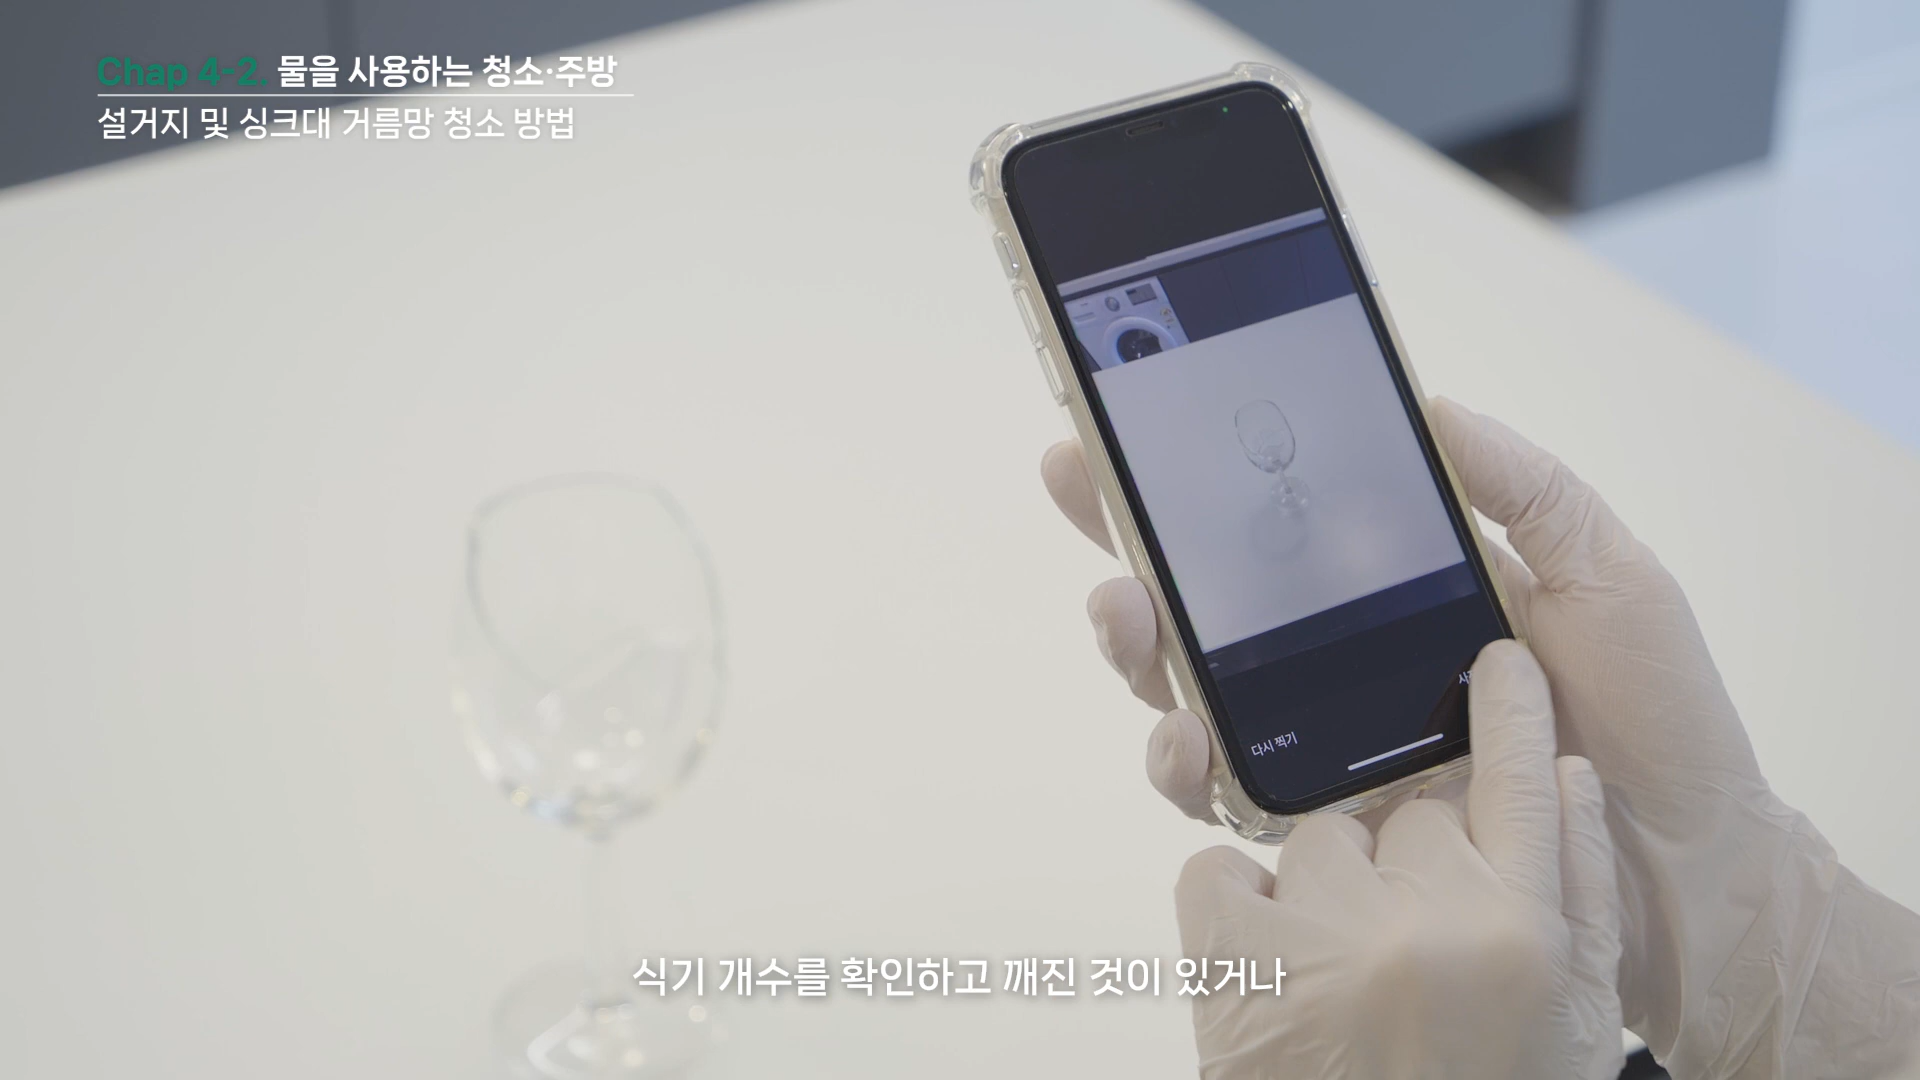 Chap 4-2. 물을 사용하는 청소·주방
설거지 및 싱크대 거름망 청소 방법
다시 찍기
식기 개수를 확인하고 깨진 것이 있거나